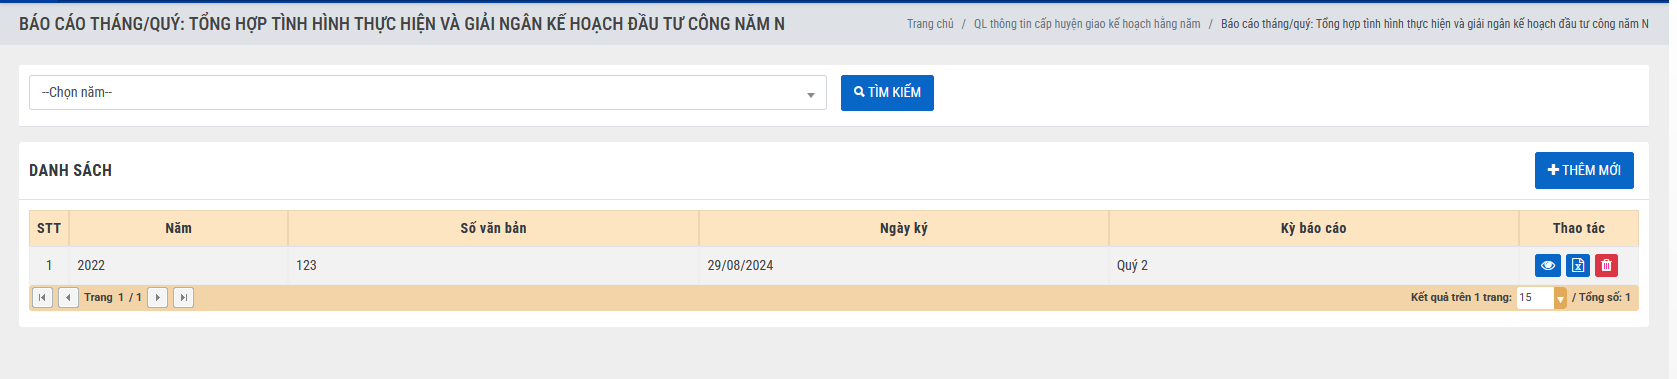 BÁO CÁO THÁNG/QUÝ: TỔNG HỢP TÌNH HÌNH THỰC HIỆN VÀ GIẢI NGÂN KẾ HOẠCH ĐẦU TƯ CÔNG NĂM N
Trang chủ / QL thông tin cấp huyện giao kế hoạch hằng năm / Báo cáo tháng/quý: Tổng hợp tình hình thực hiện và giải ngân kế hoạch đầu tư công năm N
--Chọn năm-- TÌM KIẾM
DANH SÁCH THÊM MỚI
STT Năm Số văn bản Ngày ký Kỳ báo cáo Thao tác
1 2022 123 29/08/2024 Quý 2
Trang 1 / 1 Kết quả trên 1 trang: 15 / Tổng số: 1